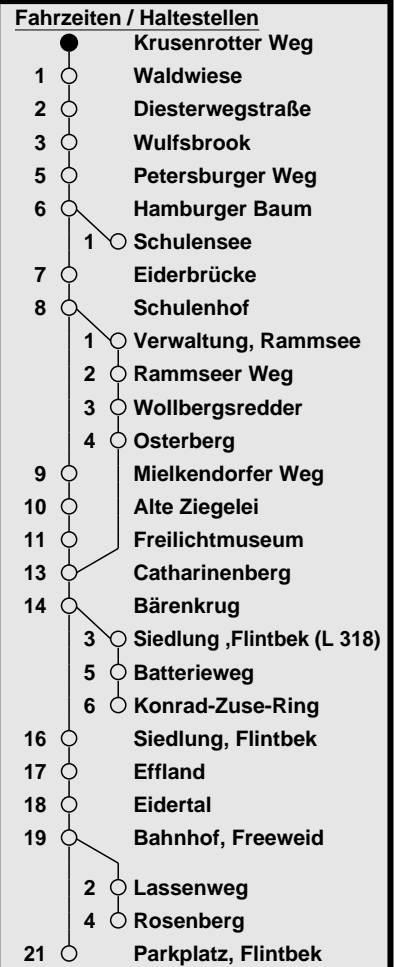 Fahrzeiten / Haltestellen
Krusenrotter Weg
1 Waldwiese
2 Diesterwegstraße
3 Wulfsbrook
5 Petersburger Weg
6 Hamburger Baum
1 Schulensee
7 Eiderbrücke
8 Schulenhof
1 Verwaltung, Rammsee
2 Rammseer Weg
3 Wollbergsredder
4 Osterberg
9 Mielkendorfer Weg
10 Alte Ziegelei
11 Freilichtmuseum
13 Catharinenberg
14 Bärenkrug
3 Siedlung ,Flintbek (L 318)
5 Batterieweg
6 Konrad-Zuse-Ring
16 Siedlung, Flintbek
17 Effland
18 Eidertal
19 Bahnhof, Freeweid
2 Lassenweg
4 Rosenberg
21 Parkplatz, Flintbek